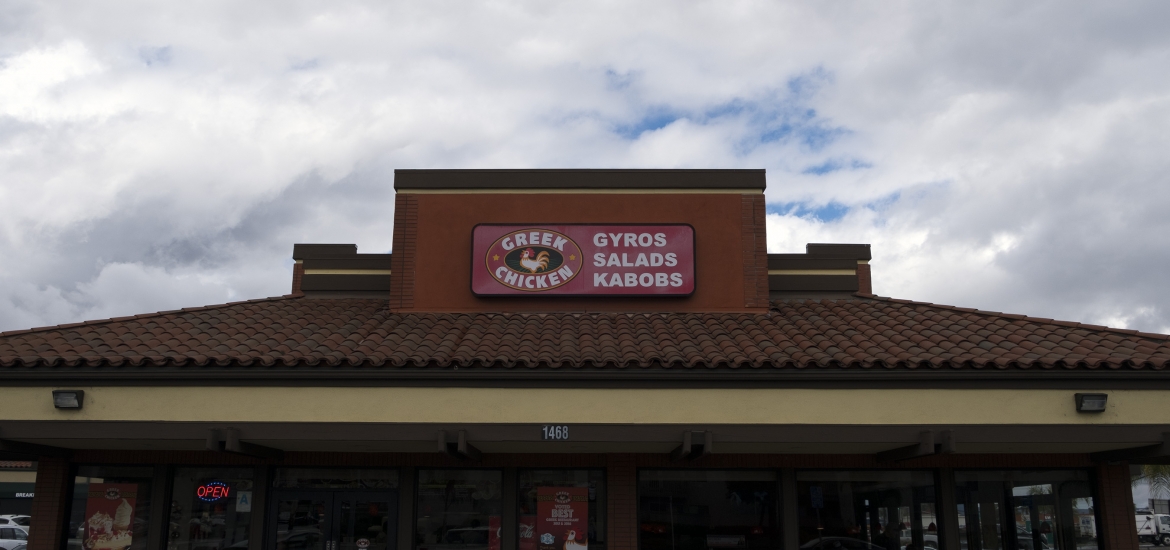 GREEK
CHICKEN
GYROS
SALADS
KABOBS
1468
OPEN
A
BEST